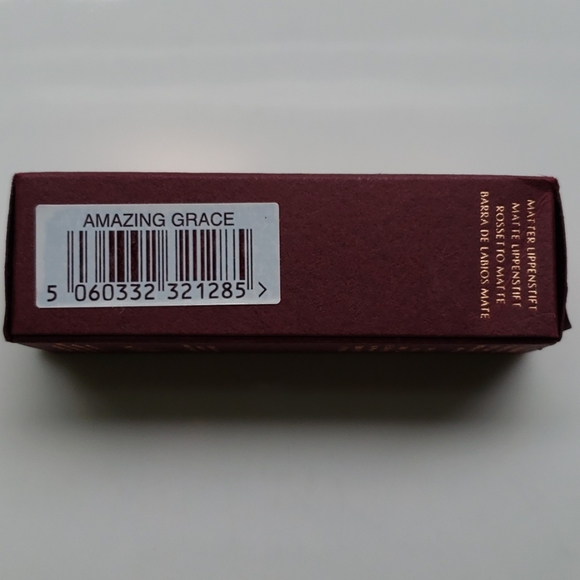 AMAZING GRACE
5 060332 321285 >
MATTER LIPPENSTIFT
MATTE LIPPENSTIFT
ROSSETTO MATTE
BARRA DE LABIOS MATE